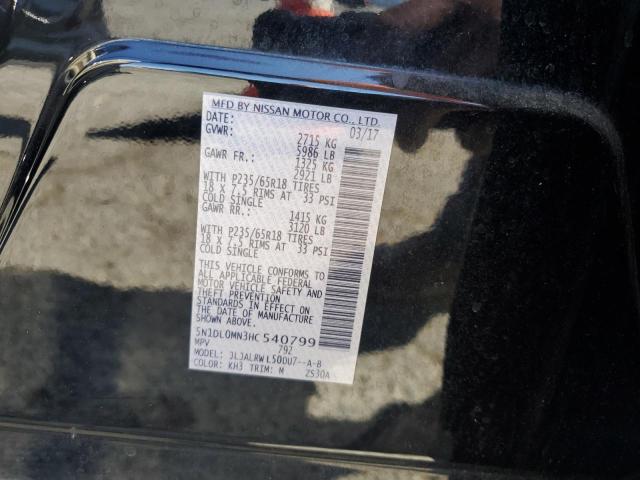 MFD BY NISSAN MOTOR CO., LTD.
DATE: 03/17
GVWR: 2715 KG
5986 LB
GAWR FR.: 1325 KG
2921 LB
WITH P235/65R18 TIRES
18 X 7.5 RIMS AT 33 PSI
COLD SINGLE
GAWR RR.: 1415 KG
3120 LB
WITH P235/65R18 TIRES
18 X 7.5 RIMS AT 33 PSI
COLD SINGLE
THIS VEHICLE CONFORMS TO
ALL APPLICABLE FEDERAL
MOTOR VEHICLE SAFETY AND
THEFT PREVENTION
STANDARDS IN EFFECT ON
THE DATE OF MANUFACTURE
SHOWN ABOVE.
5N1DL0MN3HC540799
MPV 792
MODEL: JLJALRWL50DU7--A-B
COLOR: KH3 TRIM: M ZS30A